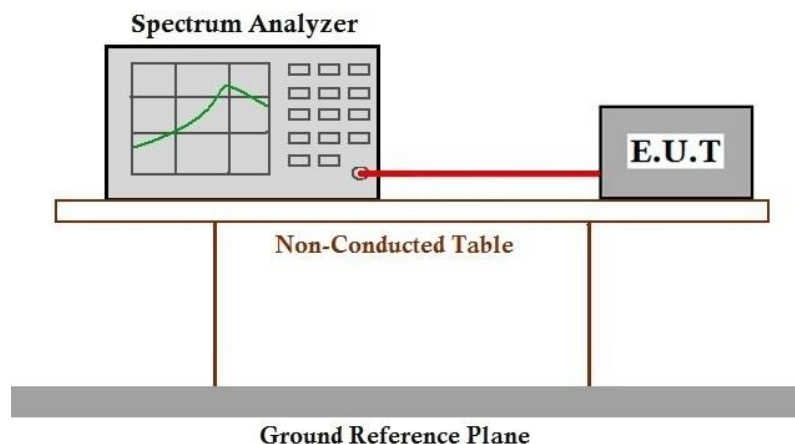 Spectrum Analyzer
E.U.T
Non-Conducted Table
Ground Reference Plane